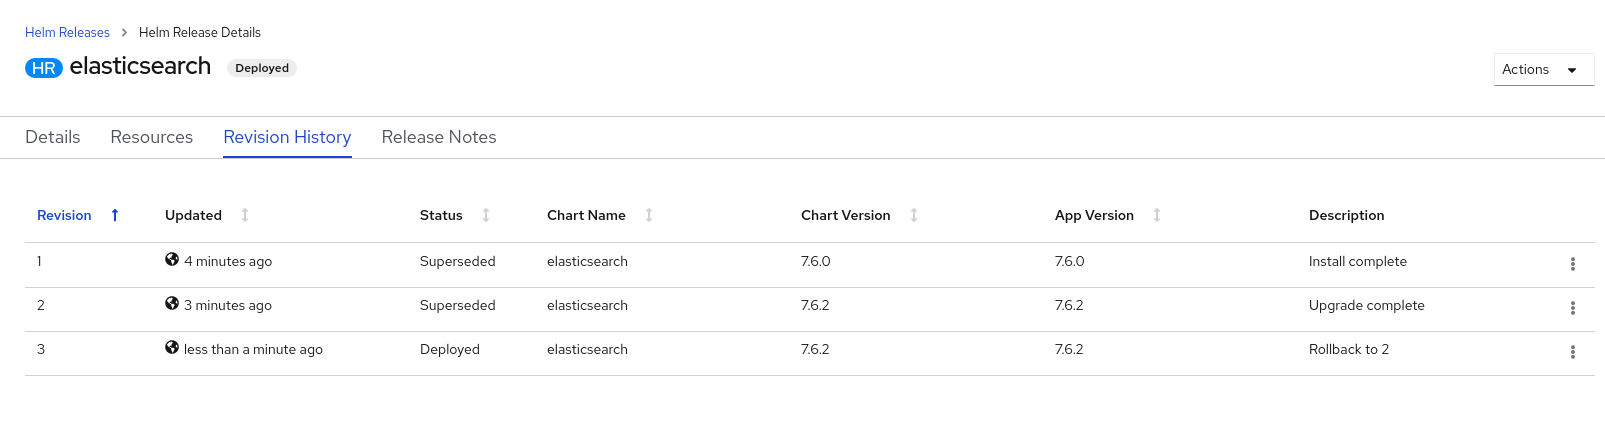 Helm Releases > Helm Release Details
HR elasticsearch Deployed
Actions
Details Resources Revision History Release Notes
Revision Updated Status Chart Name Chart Version App Version Description
1 4 minutes ago Superseded elasticsearch 7.6.0 7.6.0 Install complete
2 3 minutes ago Superseded elasticsearch 7.6.2 7.6.2 Upgrade complete
3 less than a minute ago Deployed elasticsearch 7.6.2 7.6.2 Rollback to 2